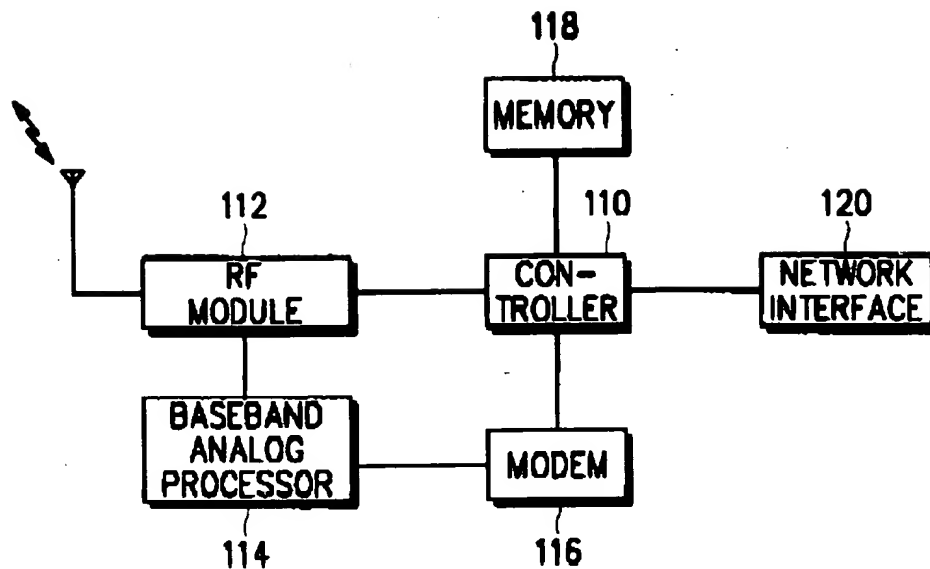 118
MEMORY
112
110
120
RF
MODULE
CON-
TROLLER
NETWORK
INTERFACE
BASEBAND
ANALOG
PROCESSOR
MODEM
114
116